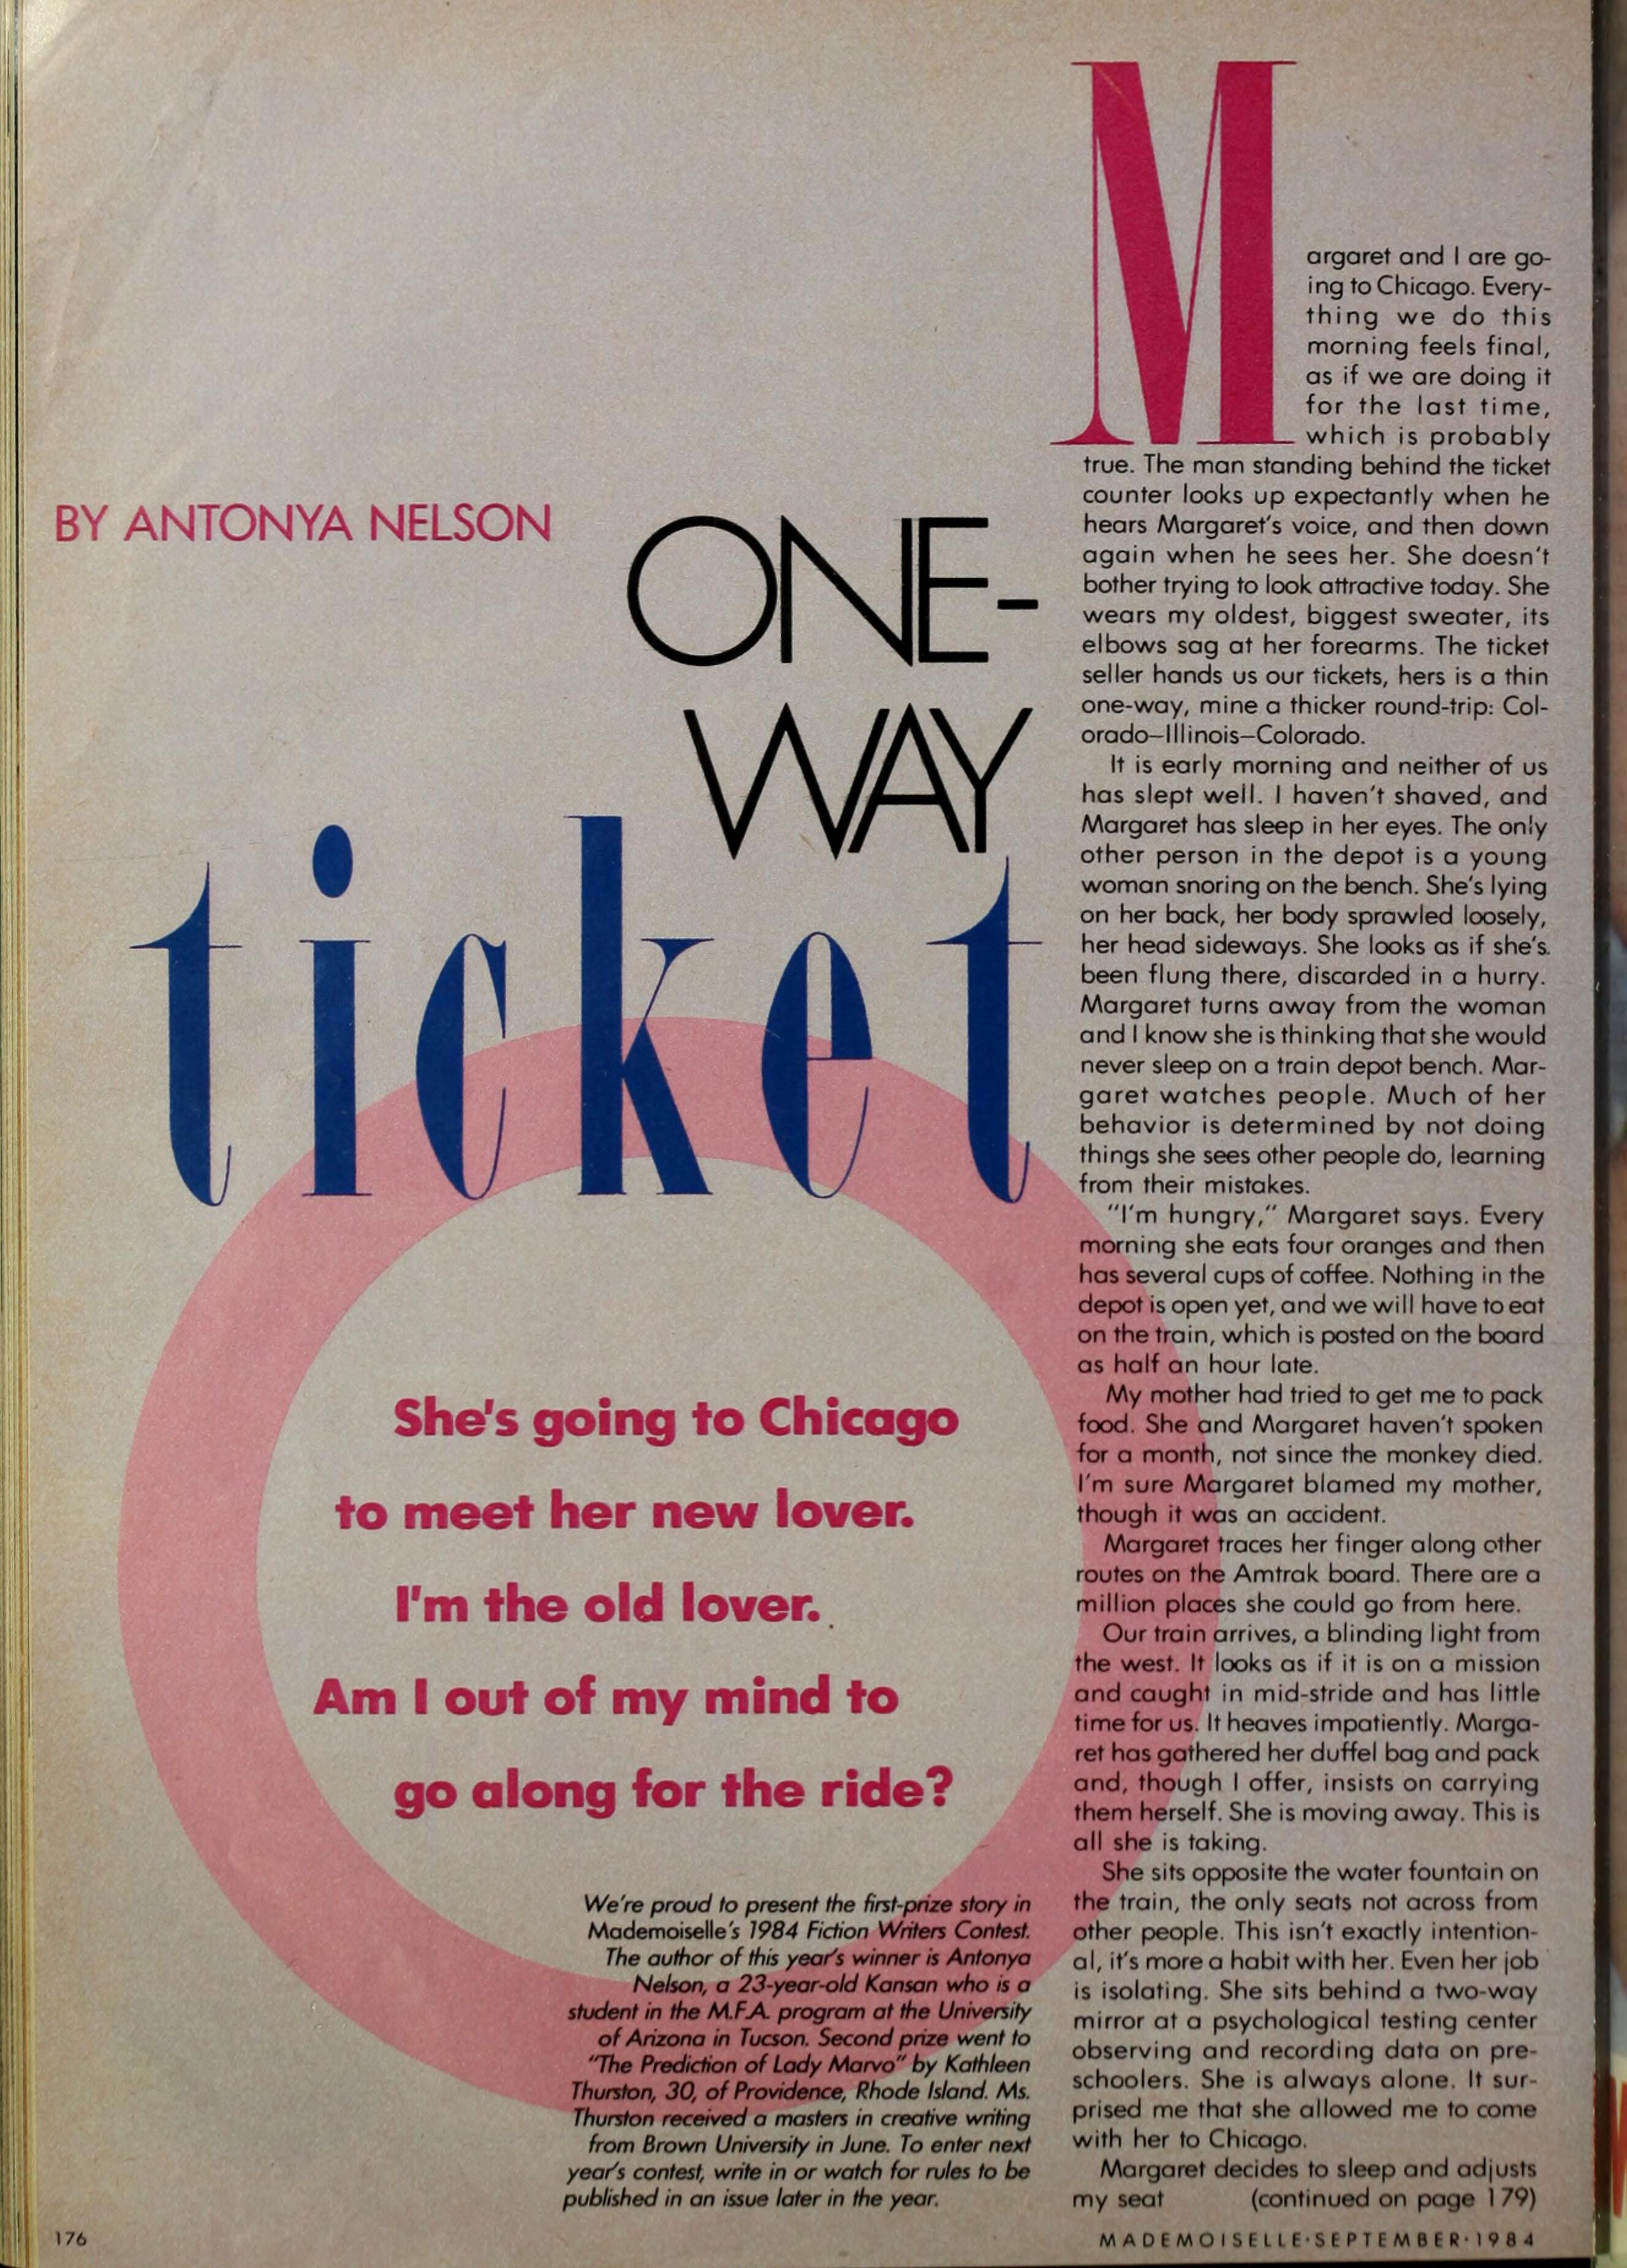 BY ANTONYA NELSON
ONE-
WAY
ticket
She's going to Chicago
to meet her new lover.
I'm the old lover.
Am I out of my mind to
go along for the ride?
We're proud to present the first-prize story in
Mademoiselle's 1984 Fiction Writers Contest.
The author of this year's winner is Antonya
Nelson, a 23-year-old Kansan who is a
student in the M.F.A. program at the University
of Arizona in Tucson. Second prize went to
"The Prediction of Lady Marvo" by Kathleen
Thurston, 30, of Providence, Rhode Island. Ms.
Thurston received a masters in creative writing
from Brown University in June. To enter next
year's contest, write in or watch for rules to be
published in an issue later in the year.
M
argaret and I are go-
ing to Chicago. Every-
thing we do this
morning feels final,
as if we are doing it
for the last time,
which is probably
true. The man standing behind the ticket
counter looks up expectantly when he
hears Margaret's voice, and then down
again when he sees her. She doesn't
bother trying to look attractive today. She
wears my oldest, biggest sweater, its
elbows sag at her forearms. The ticket
seller hands us our tickets, hers is a thin
one-way, mine a thicker round-trip: Col-
orado–Illinois–Colorado.
It is early morning and neither of us
has slept well. I haven't shaved, and
Margaret has sleep in her eyes. The only
other person in the depot is a young
woman snoring on the bench. She's lying
on her back, her body sprawled loosely,
her head sideways. She looks as if she's
been flung there, discarded in a hurry.
Margaret turns away from the woman
and I know she is thinking that she would
never sleep on a train depot bench. Mar-
garet watches people. Much of her
behavior is determined by not doing
things she sees other people do, learning
from their mistakes.
"I'm hungry," Margaret says. Every
morning she eats four oranges and then
has several cups of coffee. Nothing in the
depot is open yet, and we will have to eat
on the train, which is posted on the board
as half an hour late.
My mother had tried to get me to pack
food. She and Margaret haven't spoken
for a month, not since the monkey died.
I'm sure Margaret blamed my mother,
though it was an accident.
Margaret traces her finger along other
routes on the Amtrak board. There are a
million places she could go from here.
Our train arrives, a blinding light from
the west. It looks as if it is on a mission
and caught in mid-stride and has little
time for us. It heaves impatiently. Marga-
ret has gathered her duffel bag and pack
and, though I offer, insists on carrying
them herself. She is moving away. This is
all she is taking.
She sits opposite the water fountain on
the train, the only seats not across from
other people. This isn't exactly intention-
al, it's more a habit with her. Even her job
is isolating. She sits behind a two-way
mirror at a psychological testing center
observing and recording data on pre-
schoolers. She is always alone. It sur-
prised me that she allowed me to come
with her to Chicago.
Margaret decides to sleep and adjusts
my seat (continued on page 179)
176
MADEMOISELLE·SEPTEMBER·1984